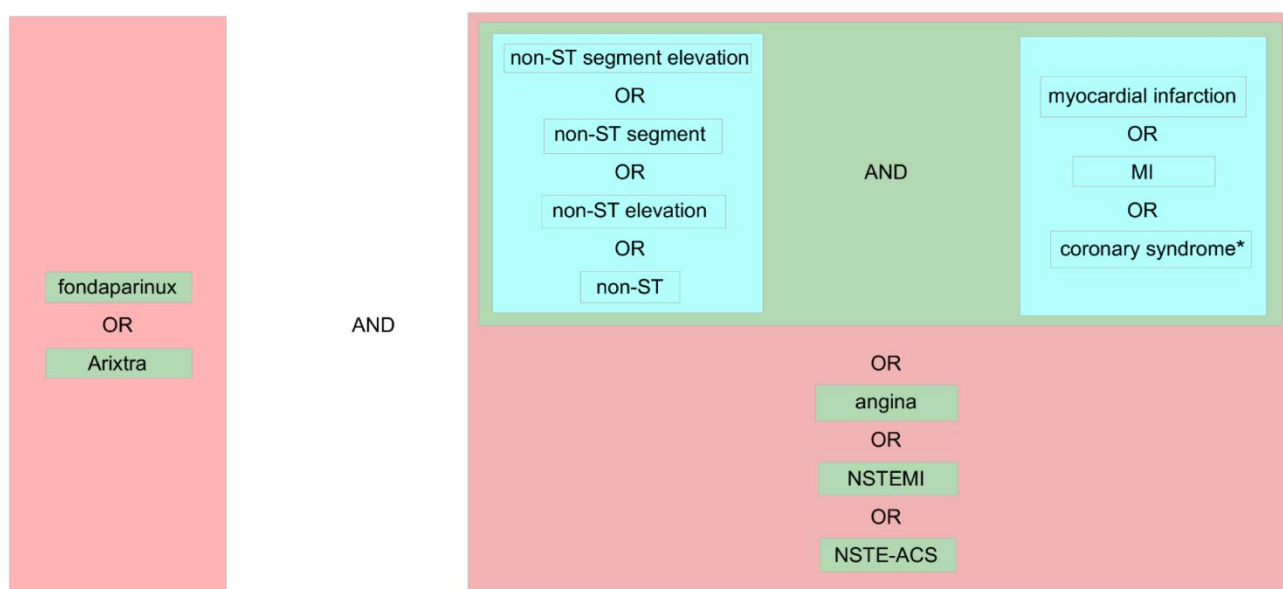 fondaparinux
OR
Arixtra
AND
non-ST segment elevation
OR
non-ST segment
OR
non-ST elevation
OR
non-ST
AND
myocardial infarction
OR
MI
OR
coronary syndrome*
OR
angina
OR
NSTEMI
OR
NSTE-ACS